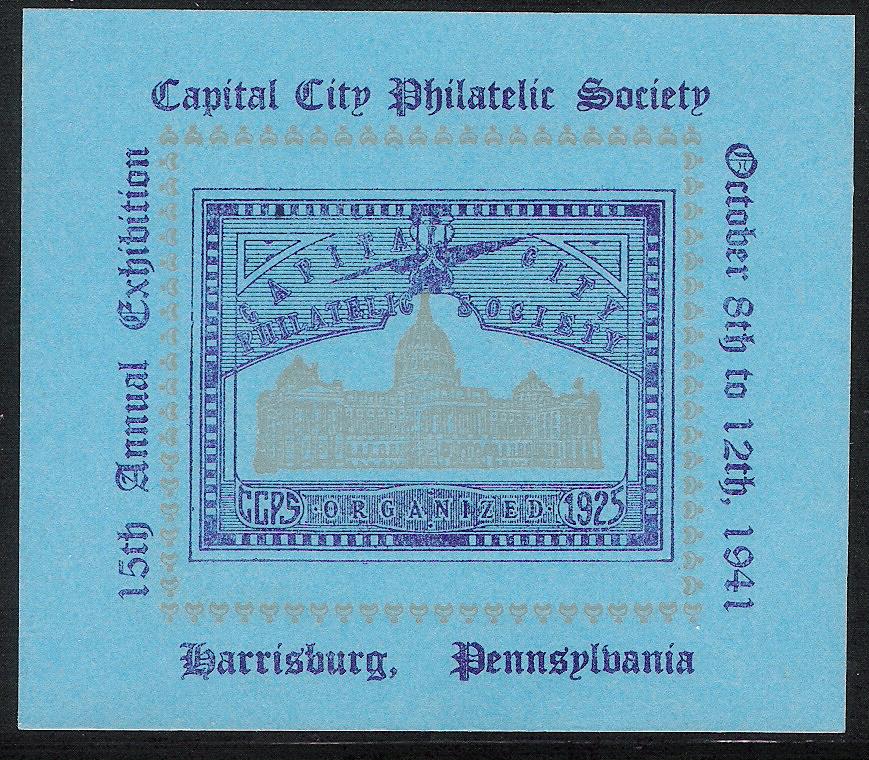 Capital City Philatelic Society
15th Annual Exhibition
October 8th to 12th, 1941
CAPITAL CITY
PHILATELIC SOCIETY
CCPS ·ORGANIZED· 1925
Harrisburg, Pennsylvania